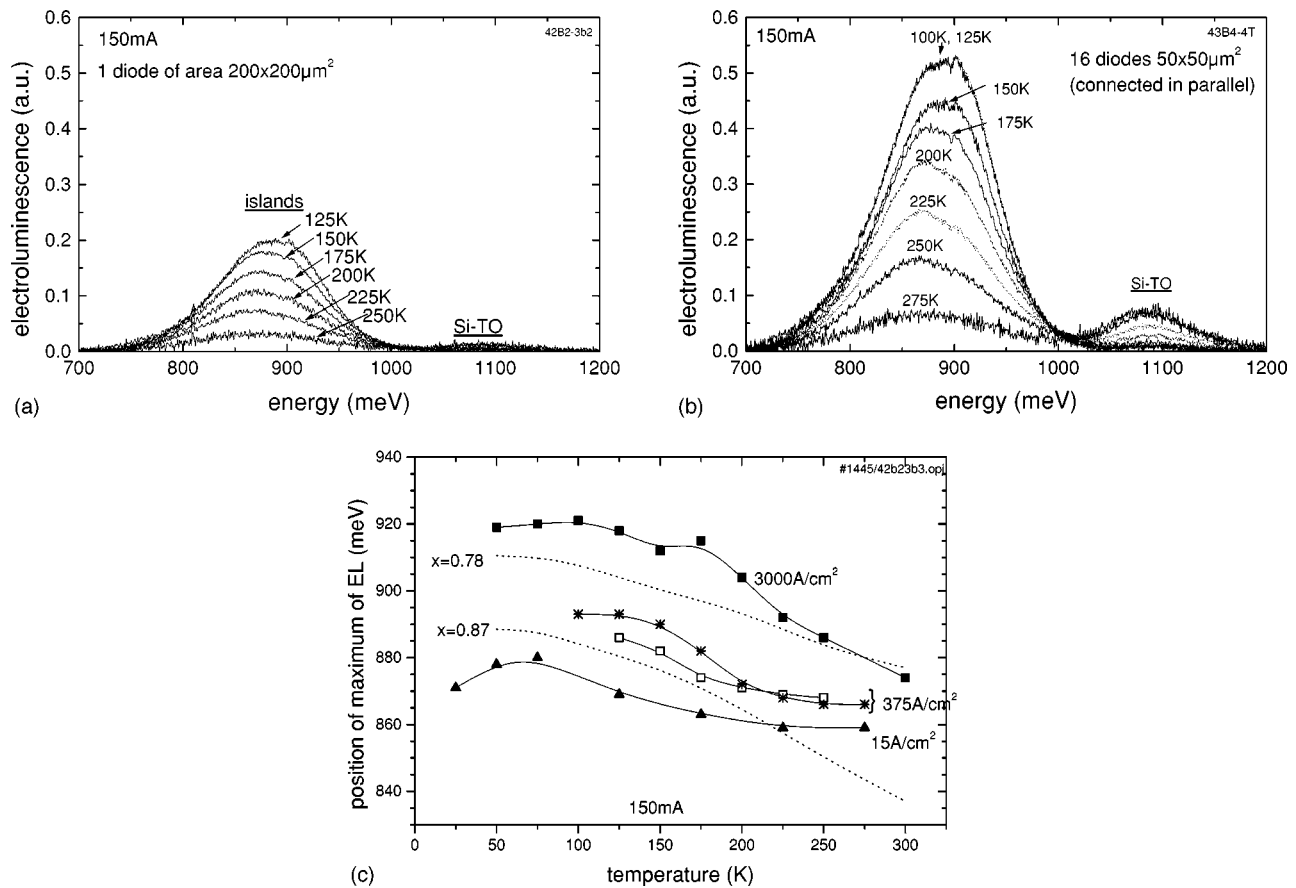 150mA
42B2-3b2
1 diode of area 200x200µm²
0.6
0.5
0.4
0.3
0.2
0.1
0.0
electroluminescence (a.u.)
islands
125K
150K
175K
200K
225K
250K
Si-TO
700 800 900 1000 1100 1200
energy (meV)
(a)
150mA
100K, 125K
43B4-4T
16 diodes 50x50µm²
(connected in parallel)
0.6
0.5
0.4
0.3
0.2
0.1
0.0
electroluminescence (a.u.)
150K
175K
200K
225K
250K
275K
Si-TO
700 800 900 1000 1100 1200
energy (meV)
(b)
#1445/42b23b3.opj
940
920
900
880
860
840
position of maximum of EL (meV)
x=0.78
3000A/cm²
x=0.87
375A/cm²
15A/cm²
150mA
0 50 100 150 200 250 300
temperature (K)
(c)